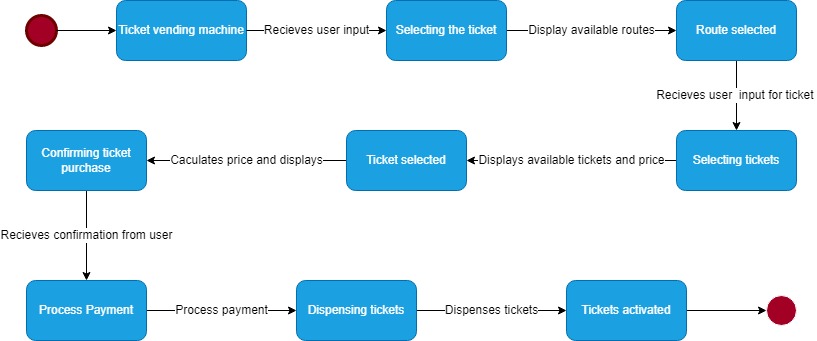 Ticket vending machine
Recieves user input
Selecting the ticket
Display available routes
Route selected
Recieves user input for ticket
Selecting tickets
Displays available tickets and price
Ticket selected
Caculates price and displays
Confirming ticket
purchase
Recieves confirmation from user
Process Payment
Process payment
Dispensing tickets
Dispenses tickets
Tickets activated